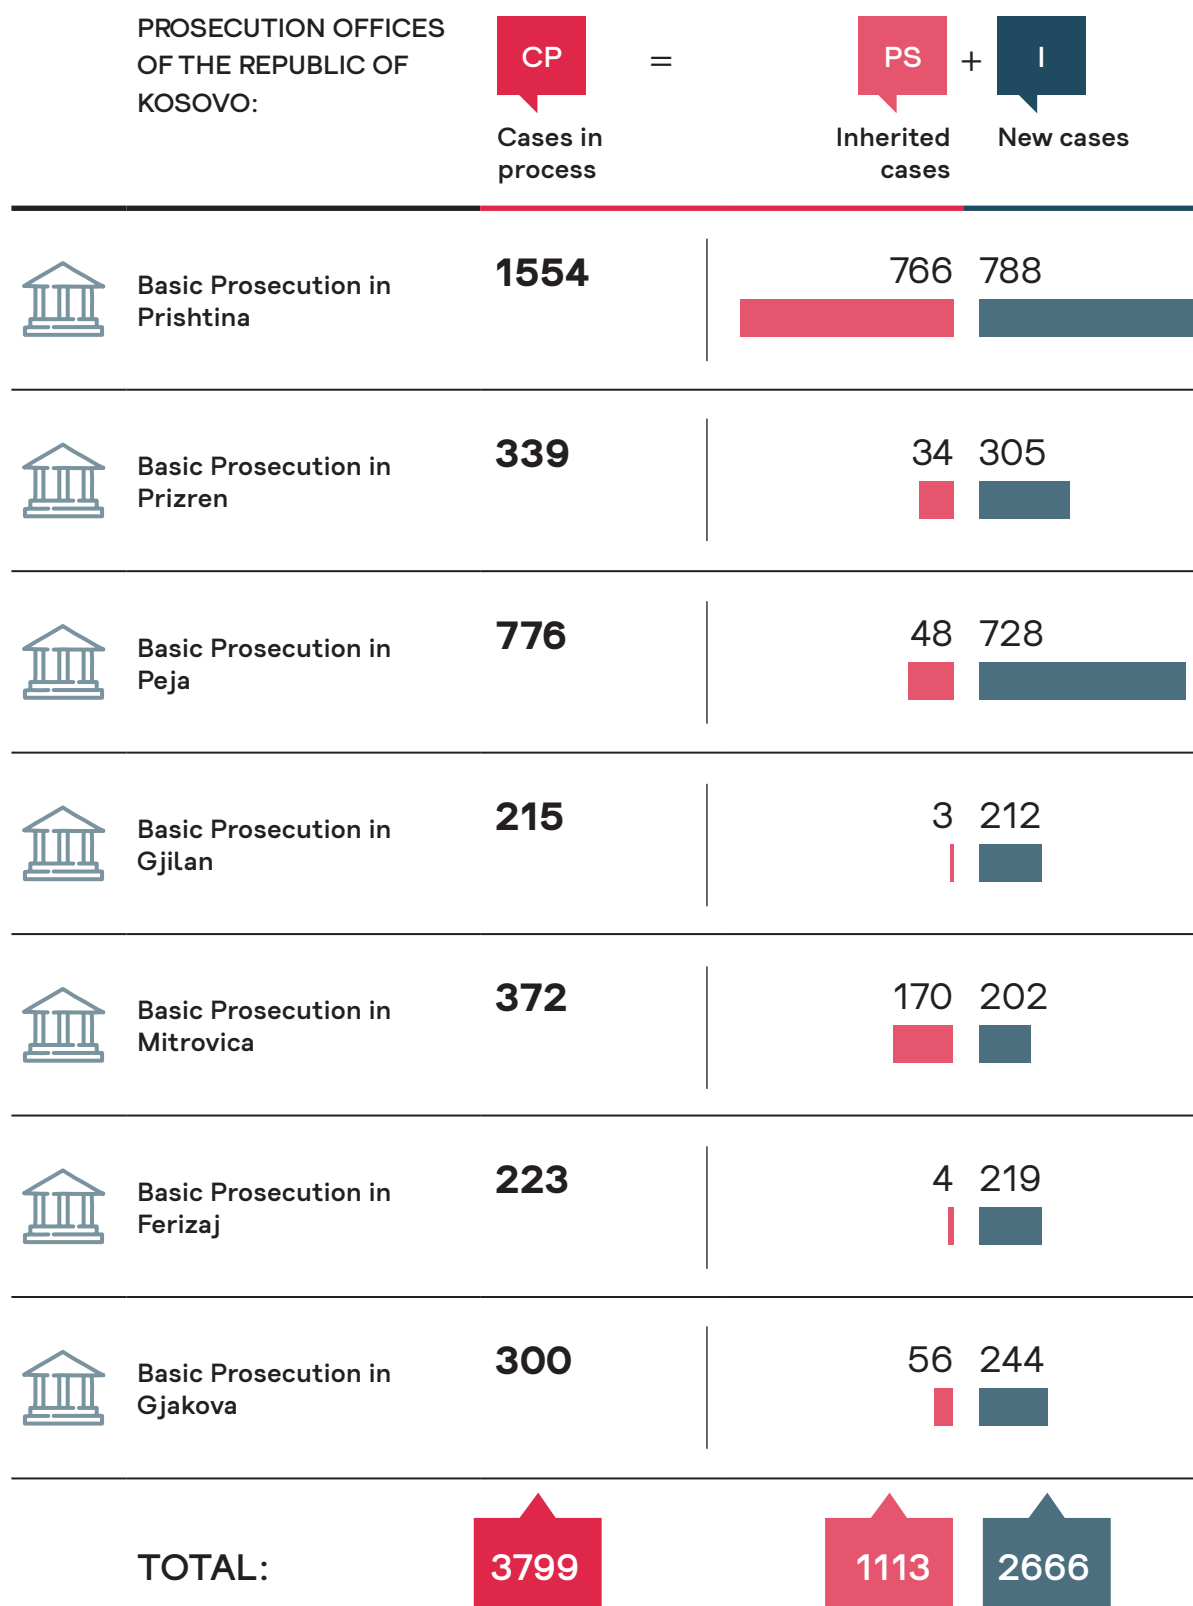 PROSECUTION OFFICES
OF THE REPUBLIC OF
KOSOVO:
CP
=
PS
+
I
Cases in
process
Inherited
cases
New cases
Basic Prosecution in
Prishtina
1554
766
788
Basic Prosecution in
Prizren
339
34
305
Basic Prosecution in
Peja
776
48
728
Basic Prosecution in
Gjilan
215
3
212
Basic Prosecution in
Mitrovica
372
170
202
Basic Prosecution in
Ferizaj
223
4
219
Basic Prosecution in
Gjakova
300
56
244
TOTAL:
3799
1113
2666